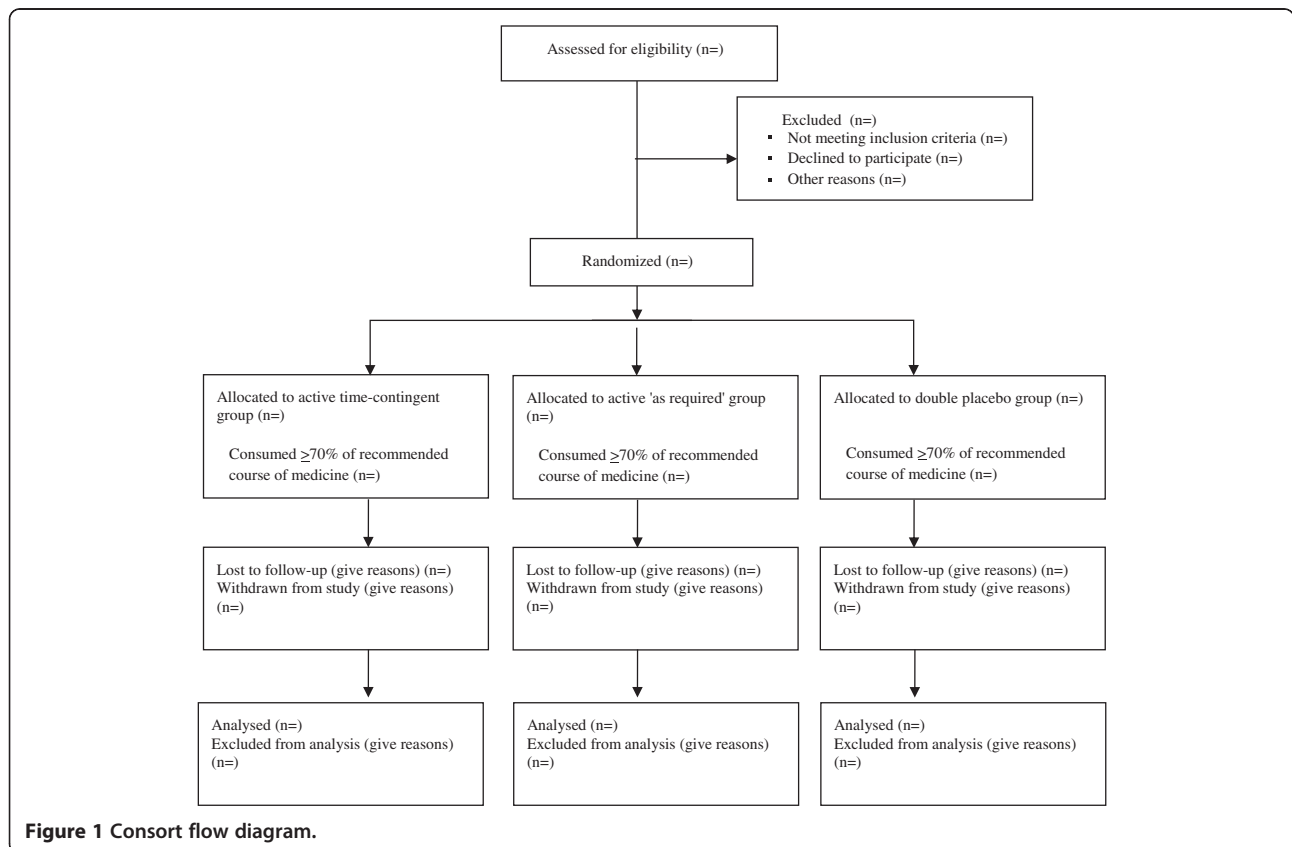 Assessed for eligibility (n=)
Excluded (n=)
▪ Not meeting inclusion criteria (n=)
▪ Declined to participate (n=)
▪ Other reasons (n=)
Randomized (n=)
Allocated to active time-contingent
group (n=)
Consumed ≥70% of recommended
course of medicine (n=)
Allocated to active 'as required' group
(n=)
Consumed ≥70% of recommended
course of medicine (n=)
Allocated to double placebo group (n=)
Consumed ≥70% of recommended
course of medicine (n=)
Lost to follow-up (give reasons) (n=)
Withdrawn from study (give reasons)
(n=)
Lost to follow-up (give reasons) (n=)
Withdrawn from study (give reasons)
(n=)
Lost to follow-up (give reasons) (n=)
Withdrawn from study (give reasons)
(n=)
Analysed (n=)
Excluded from analysis (give reasons)
(n=)
Analysed (n=)
Excluded from analysis (give reasons)
(n=)
Analysed (n=)
Excluded from analysis (give reasons)
(n=)
Figure 1 Consort flow diagram.